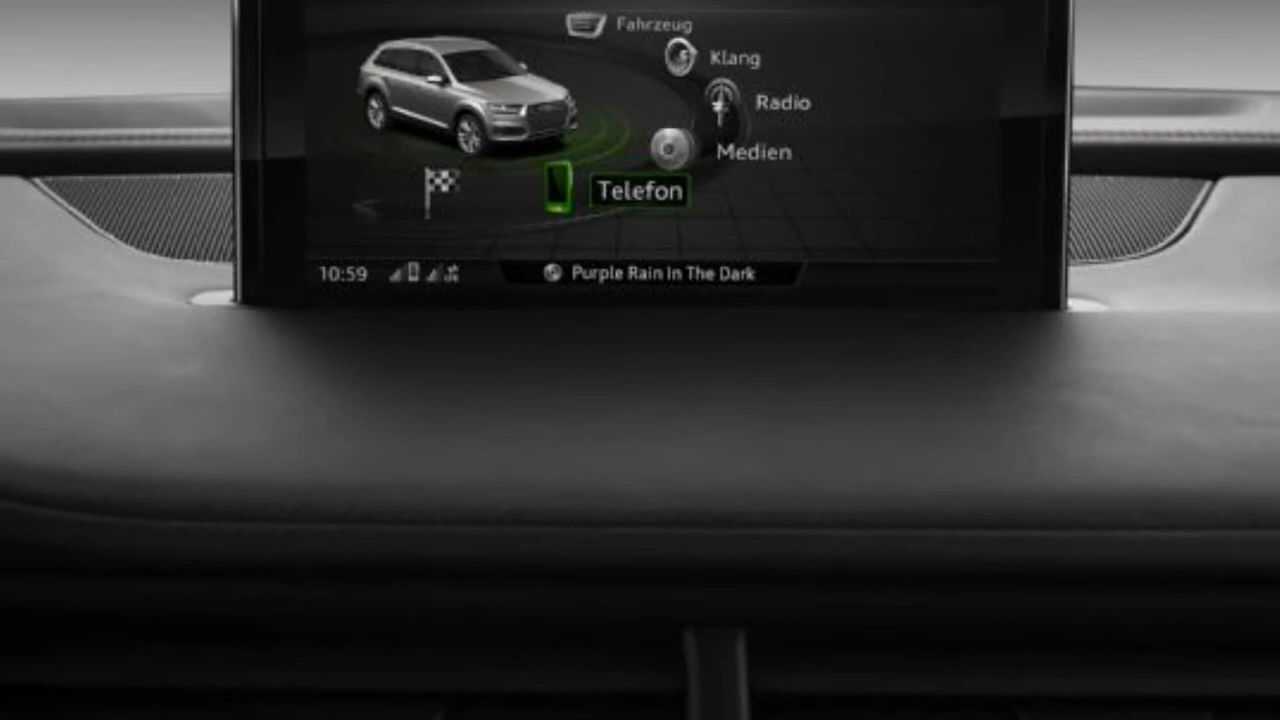 Fahrzeug
Klang
Radio
Medien
Telefon
10:59
Purple Rain In The Dark